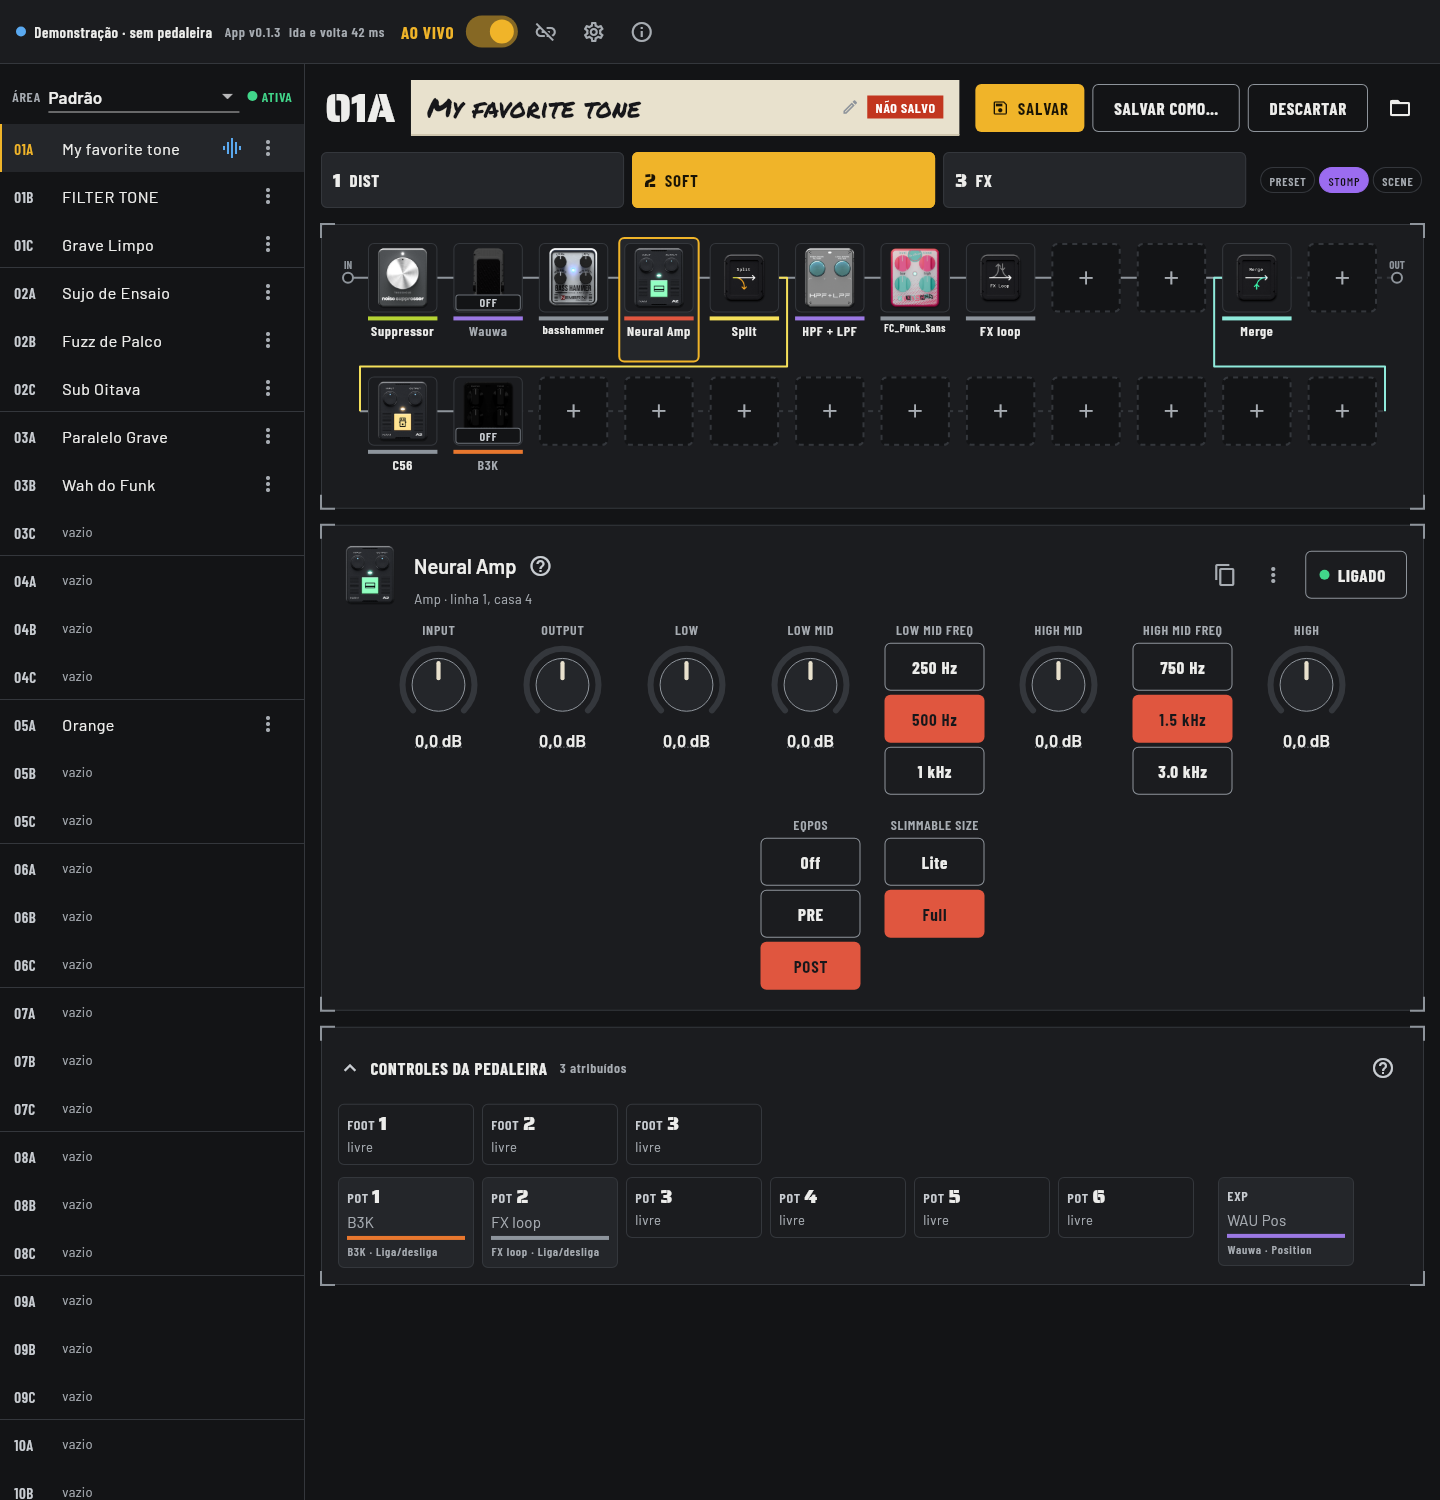 Demonstração · sem pedaleira App v0.1.3 Ida e volta 42 ms AO VIVO
ÁREA Padrão ATIVA
01A My favorite tone
01B FILTER TONE
01C Grave Limpo
02A Sujo de Ensaio
02B Fuzz de Palco
02C Sub Oitava
03A Paralelo Grave
03B Wah do Funk
03C vazio
04A vazio
04B vazio
04C vazio
05A Orange
05B vazio
05C vazio
06A vazio
06B vazio
06C vazio
07A vazio
07B vazio
07C vazio
08A vazio
08B vazio
08C vazio
09A vazio
09B vazio
09C vazio
10A vazio
10B vazio
01A My favorite tone NÃO SALVO SALVAR SALVAR COMO... DESCARTAR
1 DIST 2 SOFT 3 FX PRESET STOMP SCENE
IN OUT
noise suppressor OFF BASS HAMMER Split HPF+LPF FX Loop Merge
Suppressor Wauwa basshammer Neural Amp Split HPF + LPF FC_Punk_Sans FX loop Merge
OFF
C56 B3K
Neural Amp
Amp · linha 1, casa 4
LIGADO
INPUT OUTPUT LOW LOW MID LOW MID FREQ HIGH MID HIGH MID FREQ HIGH
250 Hz 750 Hz
500 Hz 1.5 kHz
0,0 dB 0,0 dB 0,0 dB 0,0 dB 0,0 dB 0,0 dB
1 kHz 3.0 kHz
EQPOS SLIMMABLE SIZE
Off Lite
PRE Full
POST
CONTROLES DA PEDALEIRA 3 atribuídos
FOOT 1 FOOT 2 FOOT 3
livre livre livre
POT 1 POT 2 POT 3 POT 4 POT 5 POT 6 EXP
B3K FX loop livre livre livre livre WAU Pos
B3K · Liga/desliga FX loop · Liga/desliga Wauwa · Position